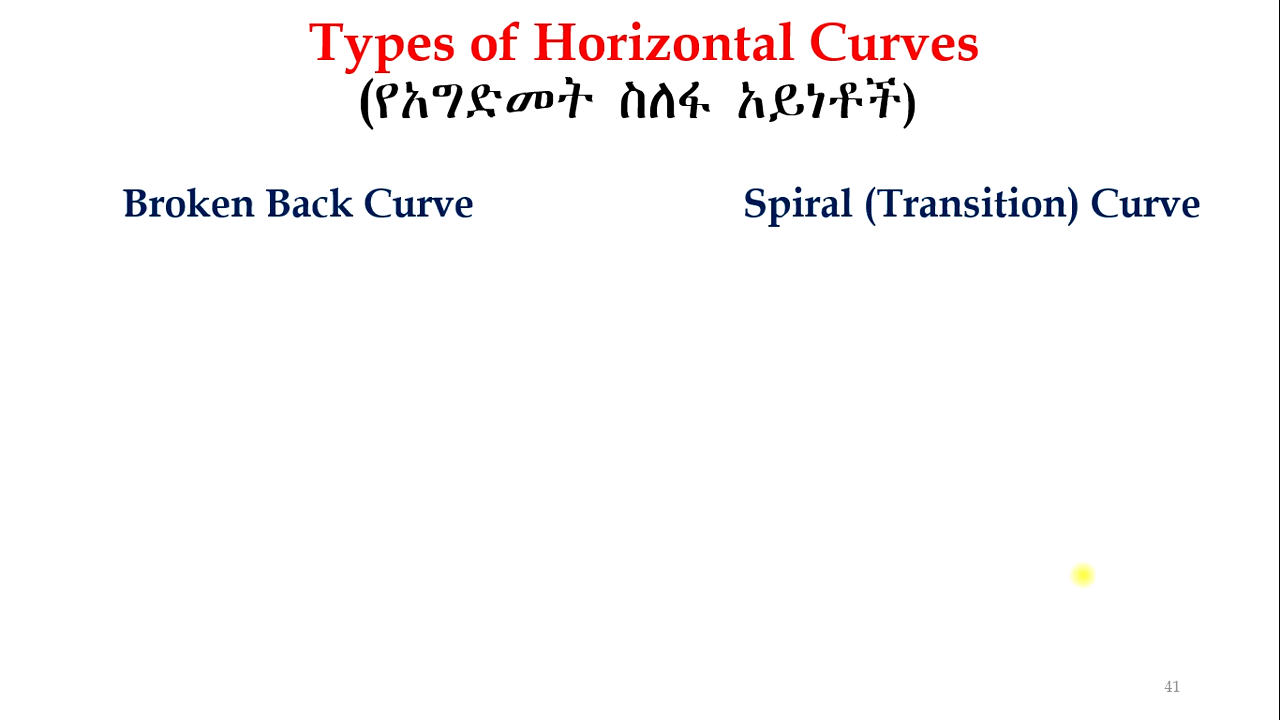 Types of Horizontal Curves
(የአግድመት ስለፋ አይነቶች)
Broken Back Curve
Spiral (Transition) Curve
41